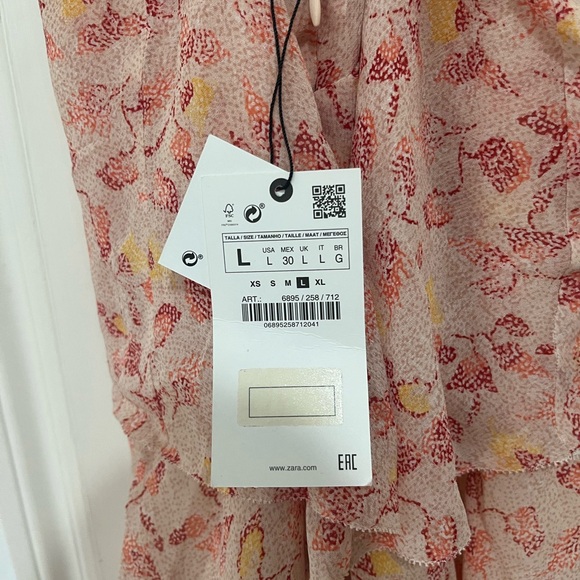 FSC
TALLA / SIZE / TAMANHO / TAILLE / MAAT / ΜΕΓΕΘΟΣ
L USA L MEX 30 UK L IT L BR G
XS S M L XL
ART.: 6895 / 258 / 712
06895258712041
www.zara.com EAC